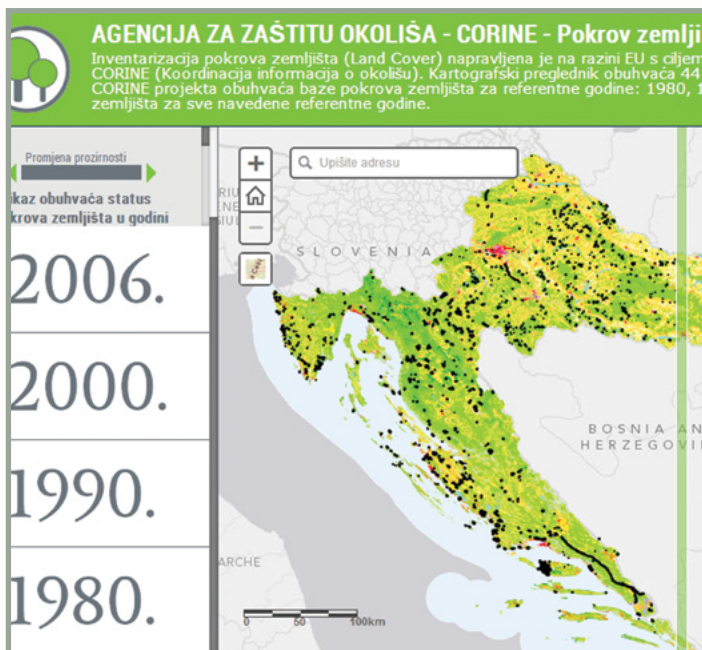 AGENCIJA ZA ZAŠTITU OKOLIŠA - CORINE - Pokrov zemlji
Inventarizacija pokrova zemljišta (Land Cover) napravljena je na razini EU s ciljem
CORINE (Koordinacija informacija o okolišu). Kartografski preglednik obuhvaća 44
CORINE projekta obuhvaća baze pokrova zemljišta za referentne godine: 1980, 1
zemljišta za sve navedene referentne godine.
Promjena prozirnosti
ikaz obuhvaća status
krova zemljišta u godini
2006.
2000.
1990.
1980.
+
Upišite adresu
−
SLOVENIA
BOSNIA AN
HERZEGOVI
ARCHE
0 50 100km